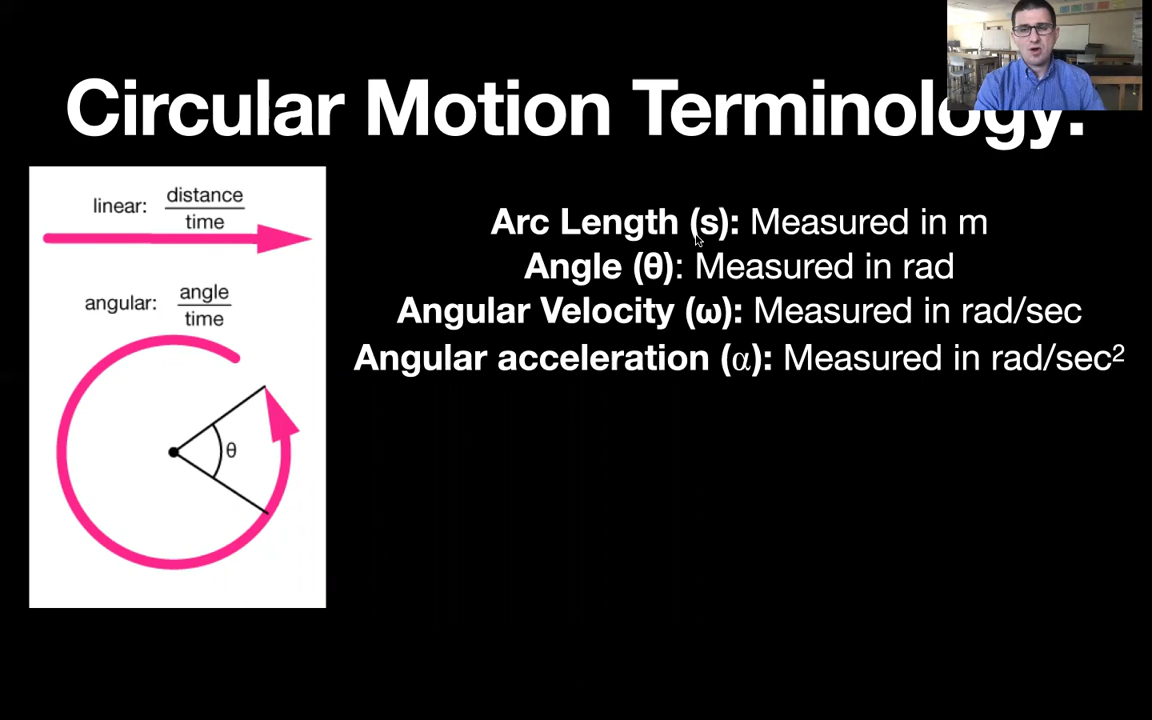 Circular Motion Terminology:
linear: distance
time
angular: angle
time
θ
Arc Length (s): Measured in m
Angle (θ): Measured in rad
Angular Velocity (ω): Measured in rad/sec
Angular acceleration (α): Measured in rad/sec²